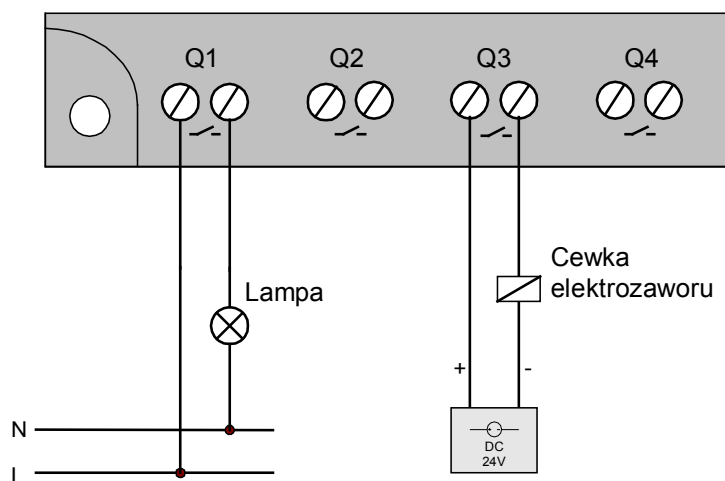 Q1 Q2 Q3 Q4
Lampa
Cewka
elektrozaworu
+ -
N
DC
24V
L